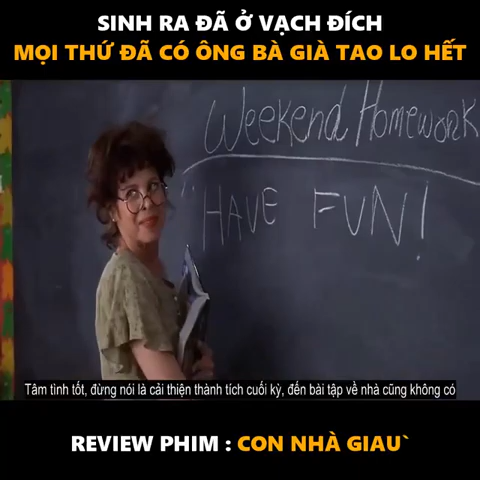 SINH RA ĐÃ Ở VẠCH ĐÍCH
MỌI THỨ ĐÃ CÓ ÔNG BÀ GIÀ TAO LO HẾT
Weekend Homework
"HAVE FUN!
Tâm tình tốt, đừng nói là cải thiện thành tích cuối kỳ, đến bài tập về nhà cũng không có
REVIEW PHIM : CON NHÀ GIAU`